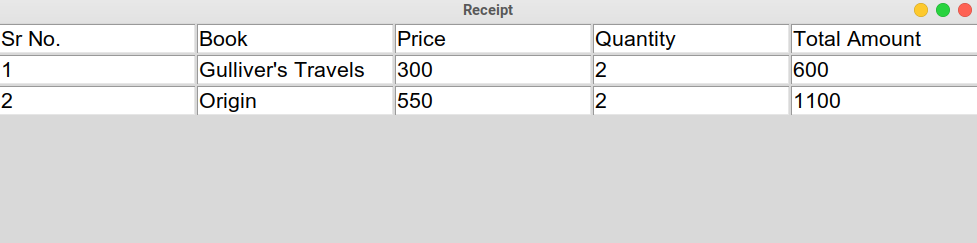 Receipt
Sr No. Book Price Quantity Total Amount
1 Gulliver's Travels 300 2 600
2 Origin 550 2 1100